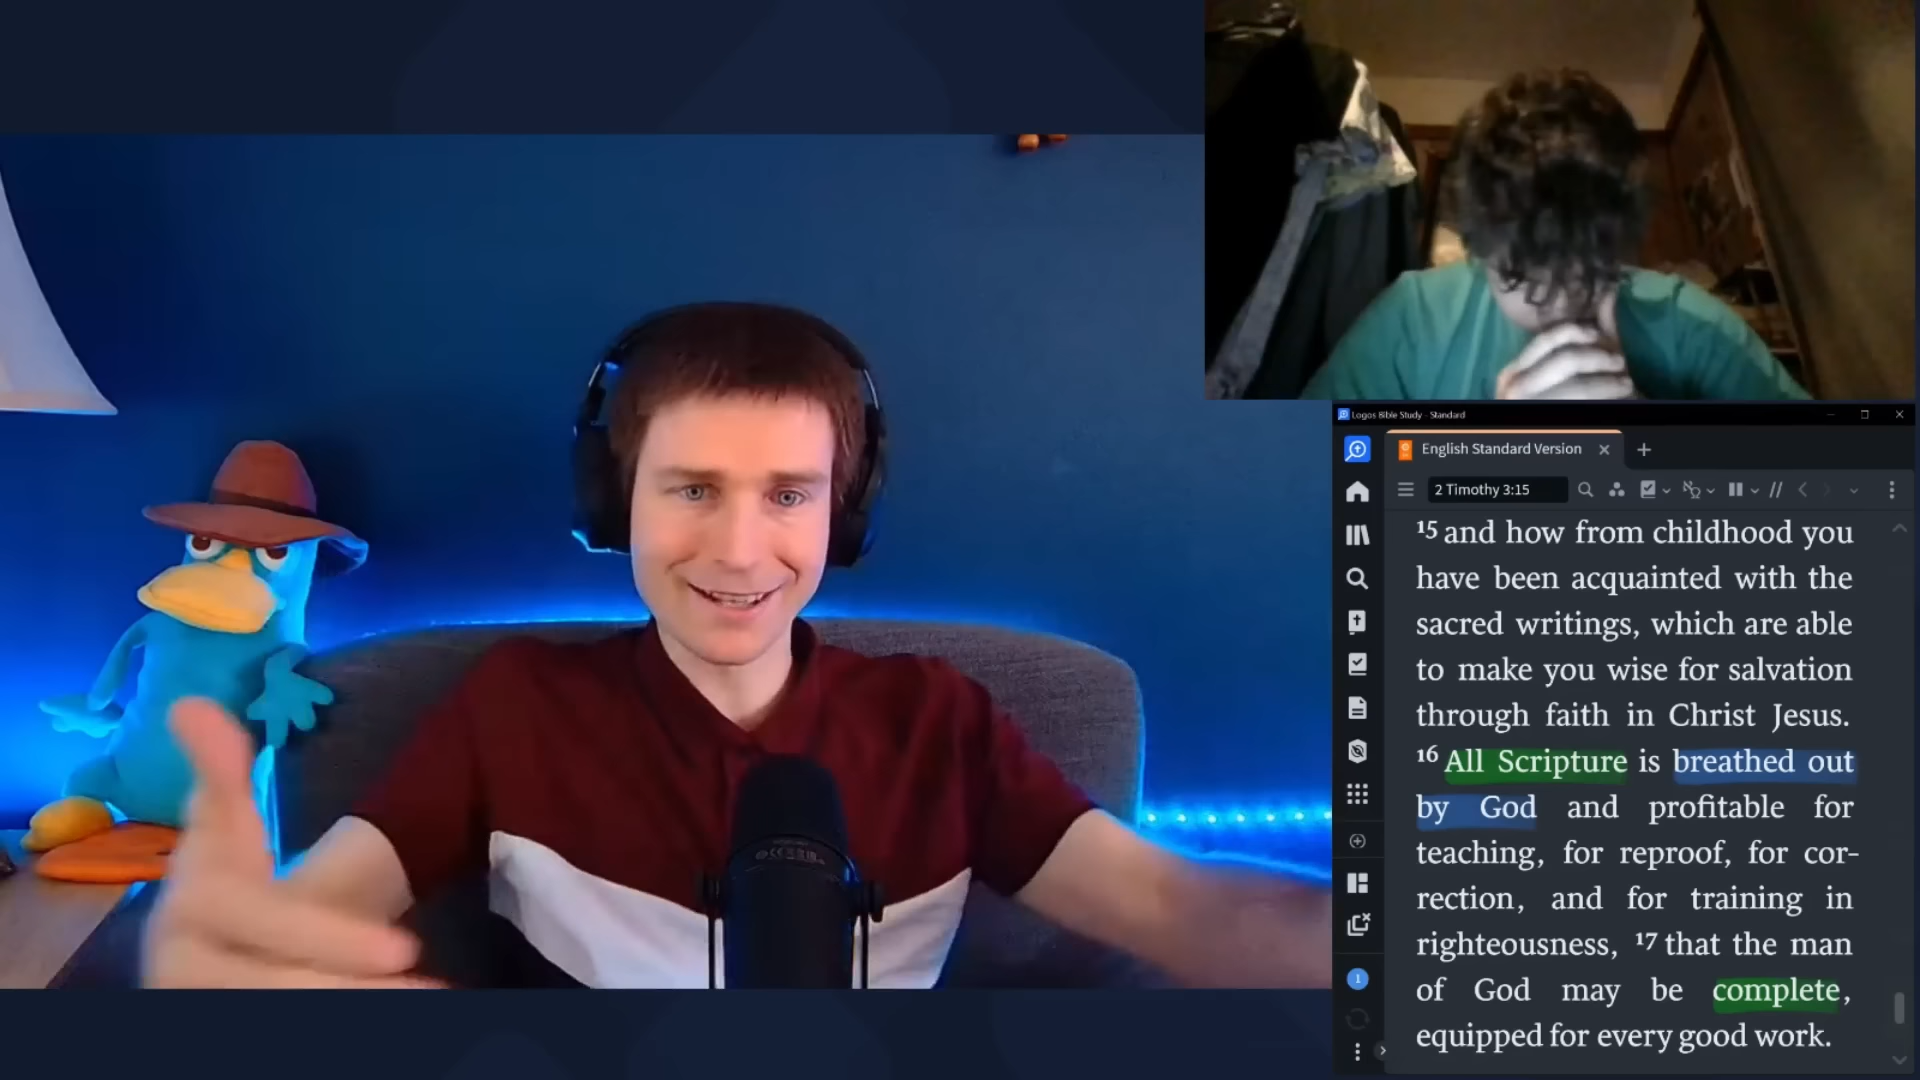 Logos Bible Study - Standard
English Standard Version
2 Timothy 3:15
15 and how from childhood you
have been acquainted with the
sacred writings, which are able
to make you wise for salvation
through faith in Christ Jesus.
16 All Scripture is breathed out
by God and profitable for
teaching, for reproof, for cor-
rection, and for training in
righteousness, 17 that the man
of God may be complete,
equipped for every good work.
1